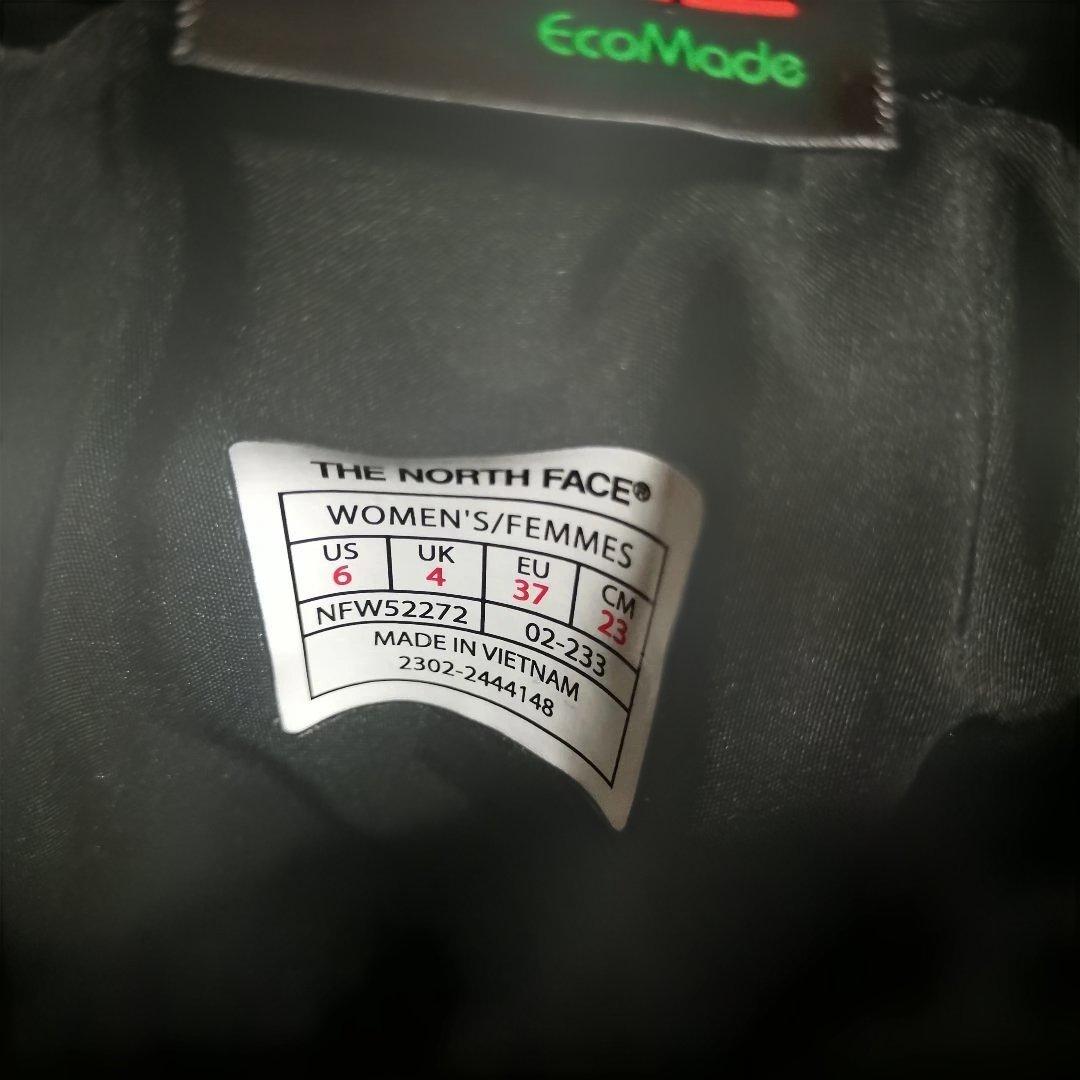 EcoMade
THE NORTH FACE®
WOMEN'S/FEMMES
US UK EU CM
6 4 37 23
NFW52272 02-233
MADE IN VIETNAM
2302-2444148